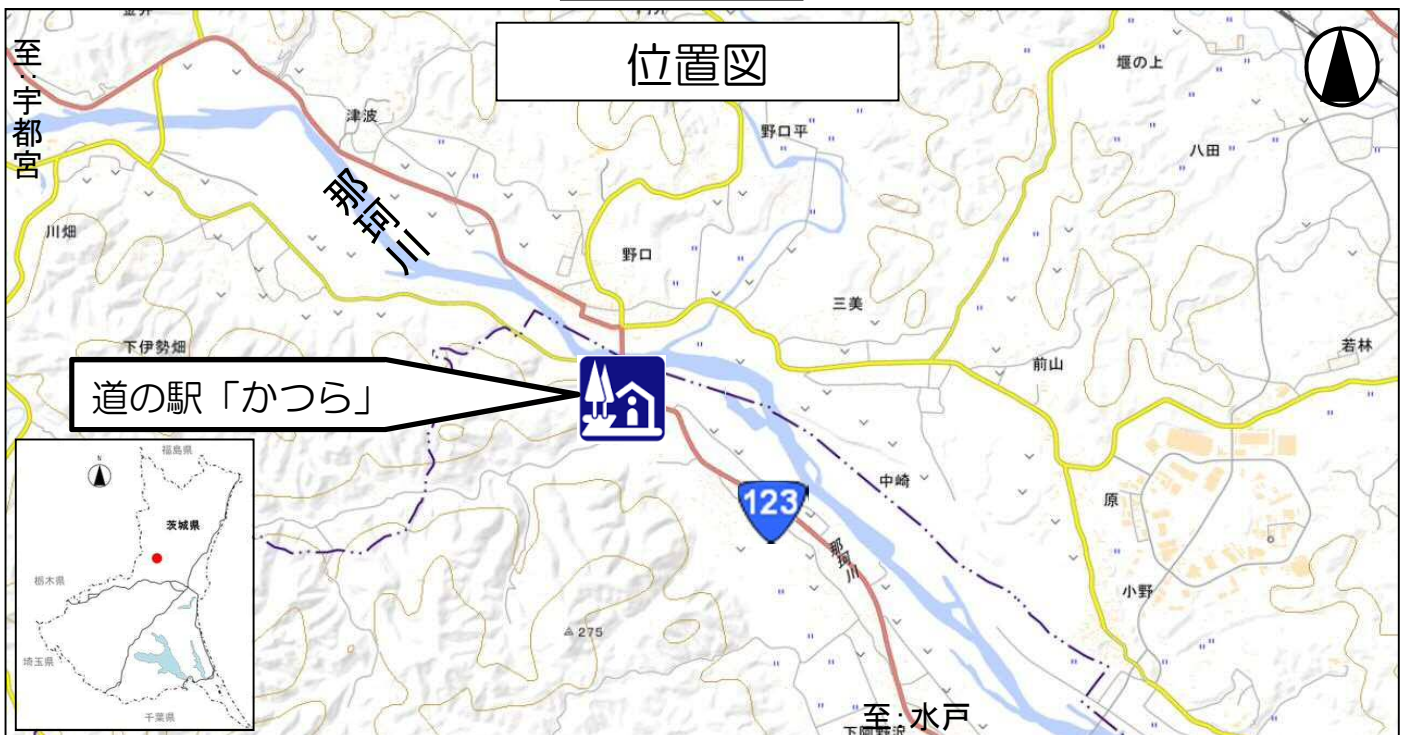 位置図
至:宇都宮
津波
堰の上
野口平
八田
那珂川
川畑
野口
三美
下伊勢畑
前山
若林
道の駅「かつら」
中崎
123
原
那珂川
小野
275
至:水戸
福島県
N
茨城県
栃木県
埼玉県
千葉県